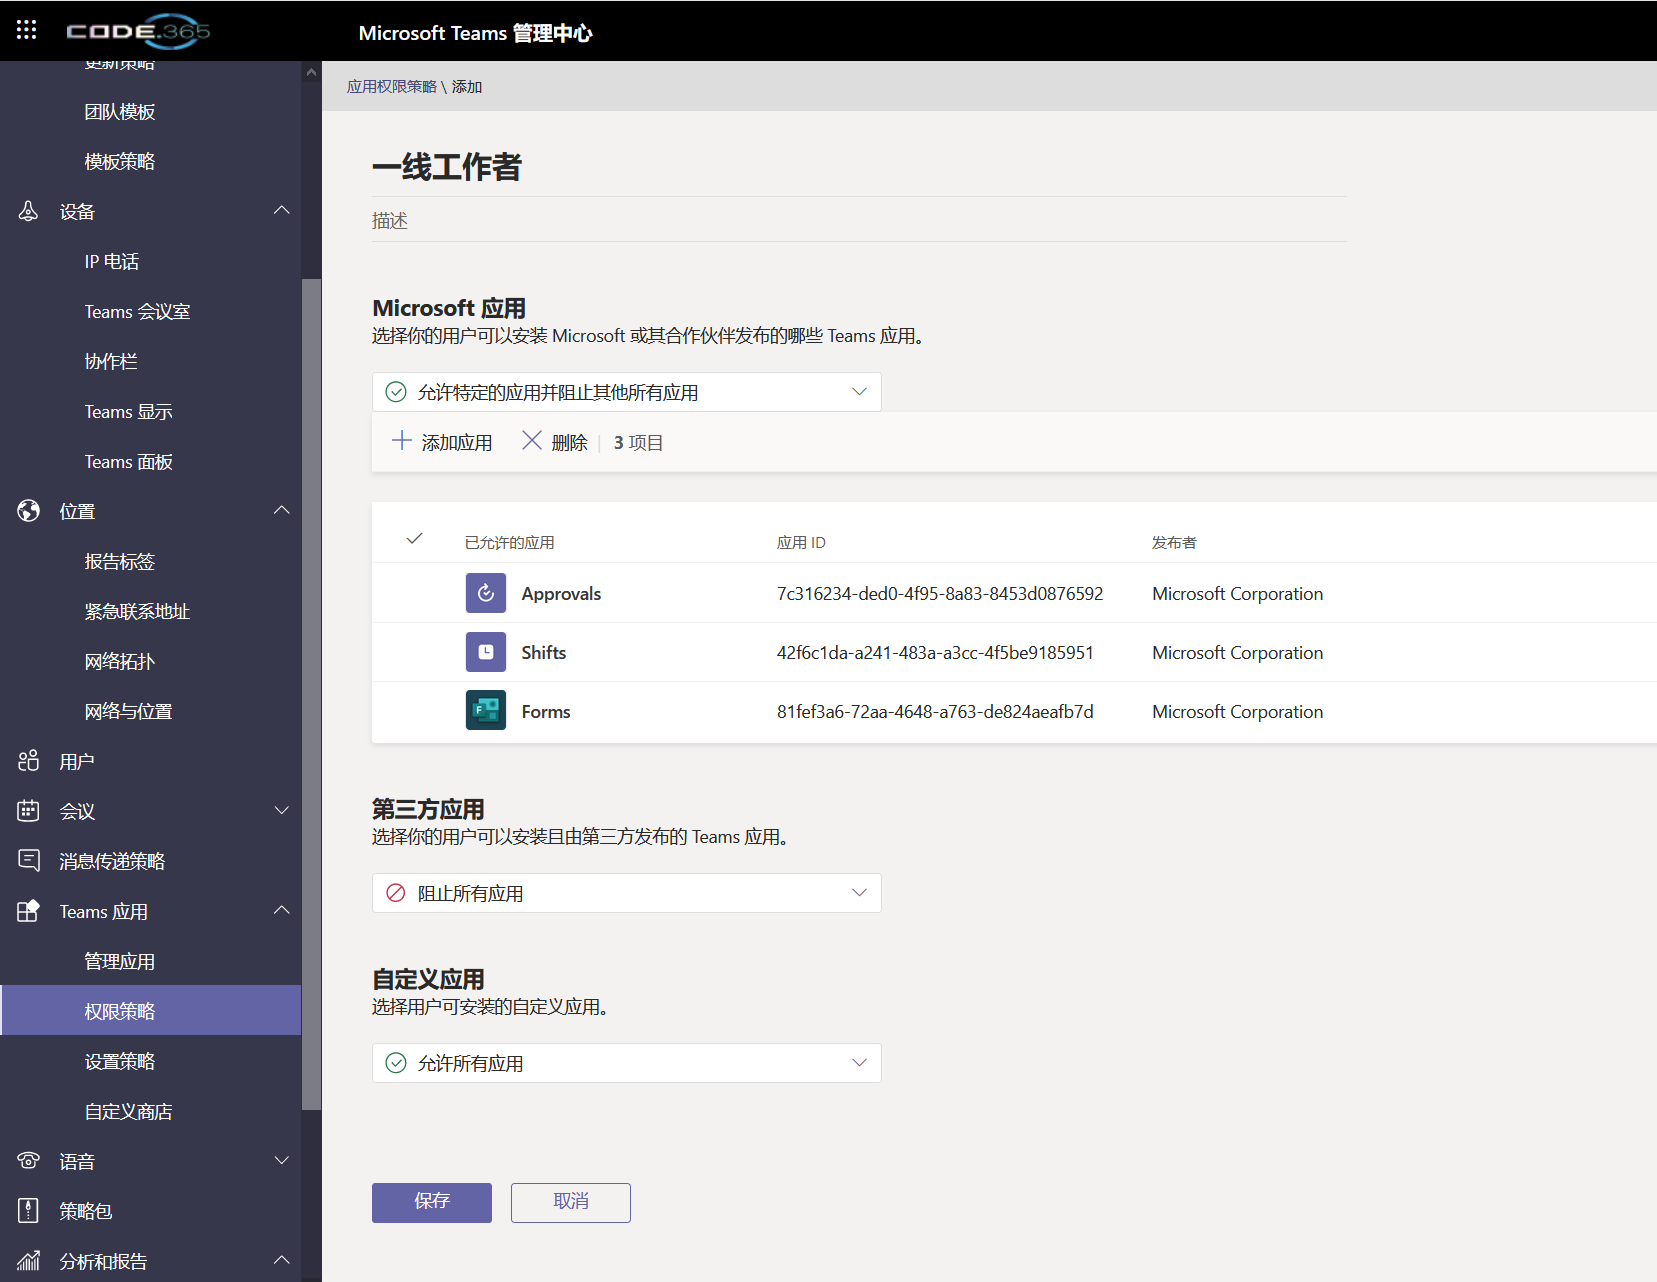 CODE.365
Microsoft Teams 管理中心
更新策略
团队模板
模板策略
设备
IP 电话
Teams 会议室
协作栏
Teams 显示
Teams 面板
位置
报告标签
紧急联系地址
网络拓扑
网络与位置
用户
会议
消息传递策略
Teams 应用
管理应用
权限策略
设置策略
自定义商店
语音
策略包
分析和报告
应用权限策略 \ 添加
一线工作者
描述
Microsoft 应用
选择你的用户可以安装 Microsoft 或其合作伙伴发布的哪些 Teams 应用。
允许特定的应用并阻止其他所有应用
添加应用 删除 3 项目
已允许的应用 应用 ID 发布者
Approvals 7c316234-ded0-4f95-8a83-8453d0876592 Microsoft Corporation
Shifts 42f6c1da-a241-483a-a3cc-4f5be9185951 Microsoft Corporation
Forms 81fef3a6-72aa-4648-a763-de824aeafb7d Microsoft Corporation
第三方应用
选择你的用户可以安装且由第三方发布的 Teams 应用。
阻止所有应用
自定义应用
选择用户可安装的自定义应用。
允许所有应用
保存 取消